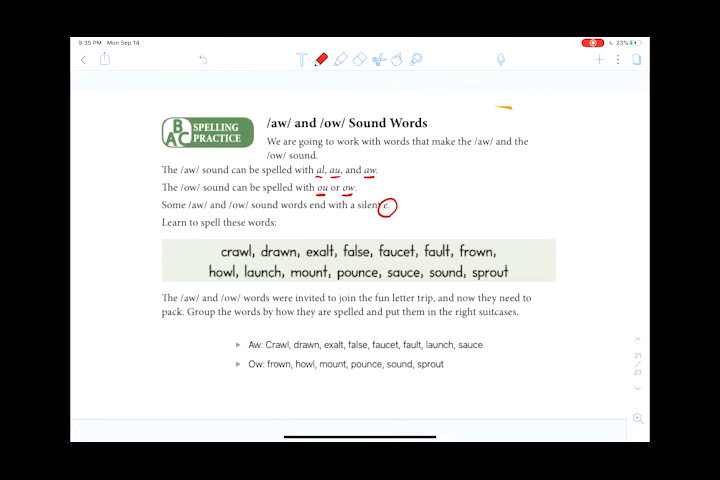 9:35 PM Mon Sep 14
23%
T
B
AC
SPELLING
PRACTICE
/aw/ and /ow/ Sound Words
We are going to work with words that make the /aw/ and the
/ow/ sound.
The /aw/ sound can be spelled with al, au, and aw.
The /ow/ sound can be spelled with ou or ow.
Some /aw/ and /ow/ sound words end with a silent e.
Learn to spell these words:
crawl, drawn, exalt, false, faucet, fault, frown,
howl, launch, mount, pounce, sauce, sound, sprout
The /aw/ and /ow/ words were invited to join the fun letter trip, and now they need to
pack. Group the words by how they are spelled and put them in the right suitcases.
Aw: Crawl, drawn, exalt, false, faucet, fault, launch, sauce
Ow: frown, howl, mount, pounce, sound, sprout
21
/
23